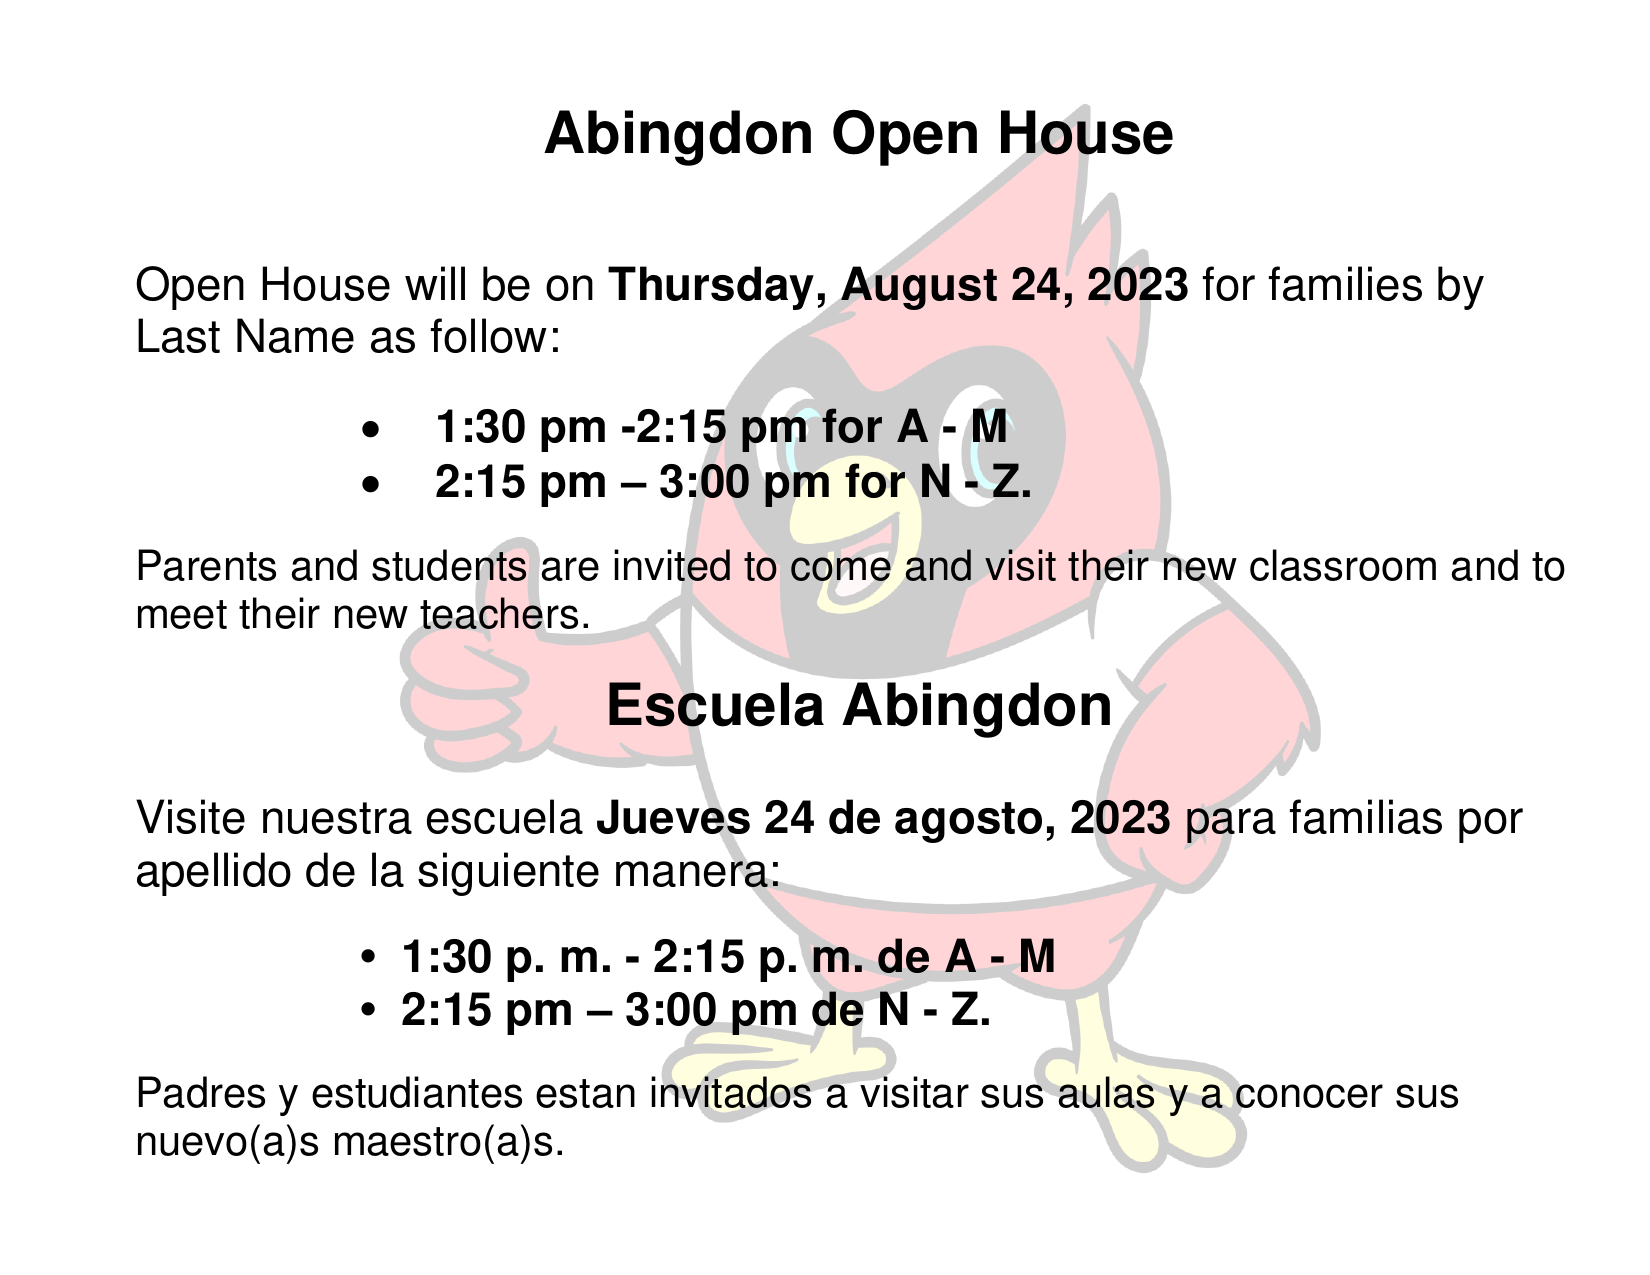 Abingdon Open House
Open House will be on Thursday, August 24, 2023 for families by
Last Name as follow:
• 1:30 pm -2:15 pm for A - M
• 2:15 pm – 3:00 pm for N - Z.
Parents and students are invited to come and visit their new classroom and to
meet their new teachers.
Escuela Abingdon
Visite nuestra escuela Jueves 24 de agosto, 2023 para familias por
apellido de la siguiente manera:
• 1:30 p. m. - 2:15 p. m. de A - M
• 2:15 pm – 3:00 pm de N - Z.
Padres y estudiantes estan invitados a visitar sus aulas y a conocer sus
nuevo(a)s maestro(a)s.